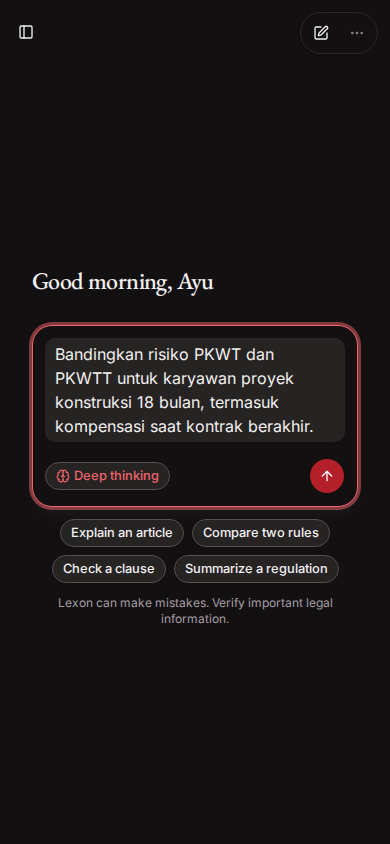 Good morning, Ayu
Bandingkan risiko PKWT dan
PKWTT untuk karyawan proyek
konstruksi 18 bulan, termasuk
kompensasi saat kontrak berakhir.
Deep thinking
Explain an article
Compare two rules
Check a clause
Summarize a regulation
Lexon can make mistakes. Verify important legal
information.